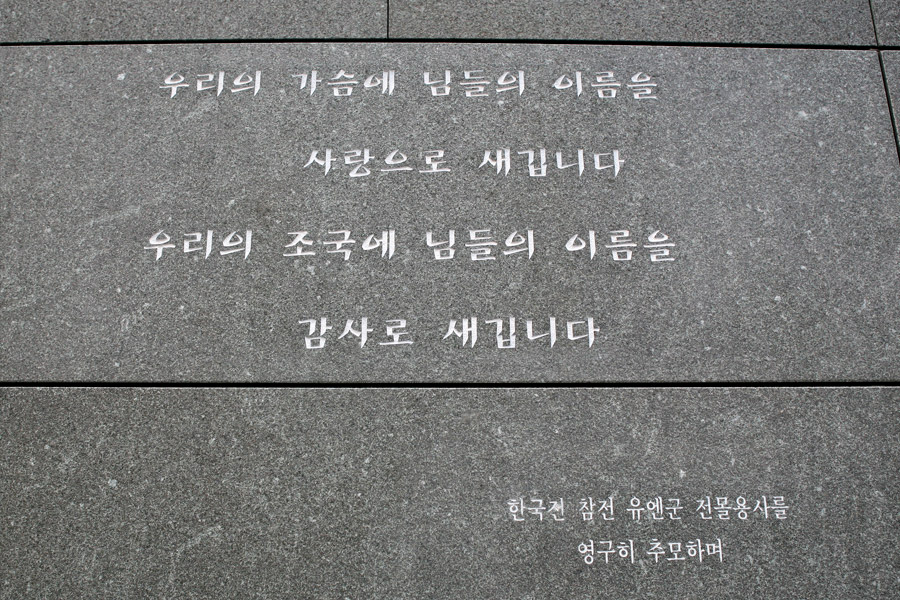 우리의 가슴에 님들의 이름을
사랑으로 새깁니다
우리의 조국에 님들의 이름을
감사로 새깁니다
한국전 참전 유엔군 전몰용사를
영구히 추모하며